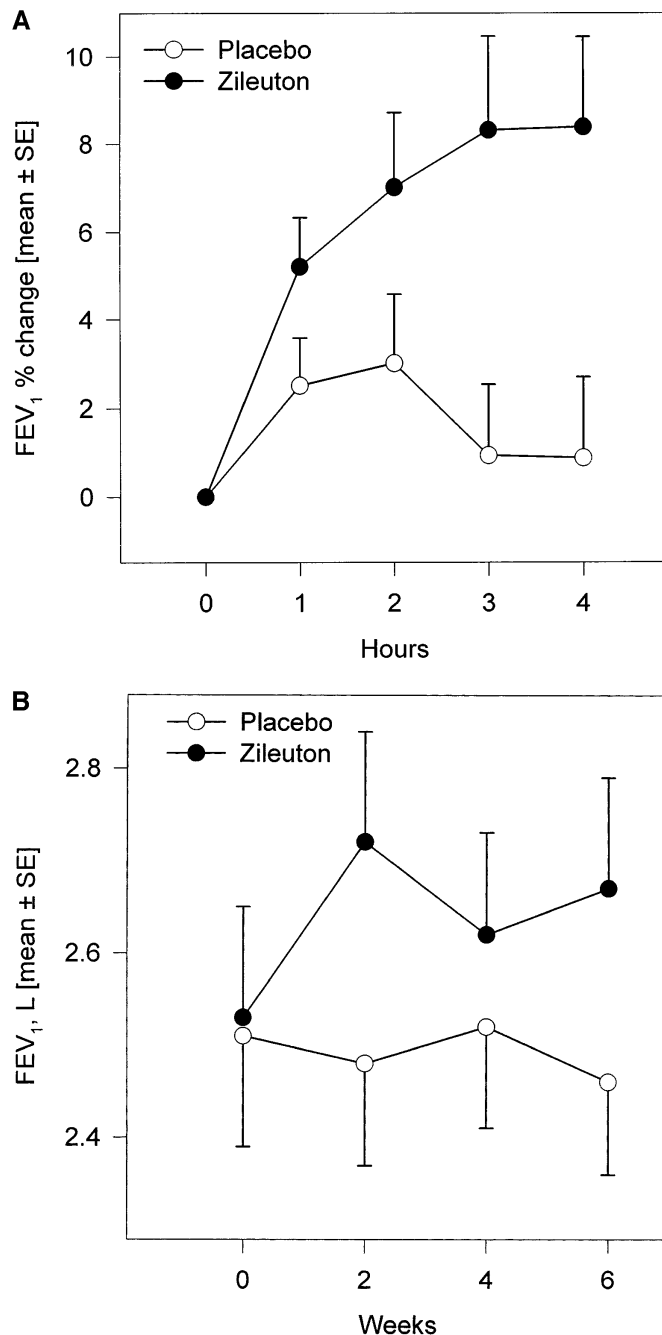 A
Placebo
Zileuton
FEV₁ % change [mean ± SE]
10
8
6
4
2
0
0 1 2 3 4
Hours
B
Placebo
Zileuton
FEV₁, L [mean ± SE]
2.8
2.6
2.4
0 2 4 6
Weeks